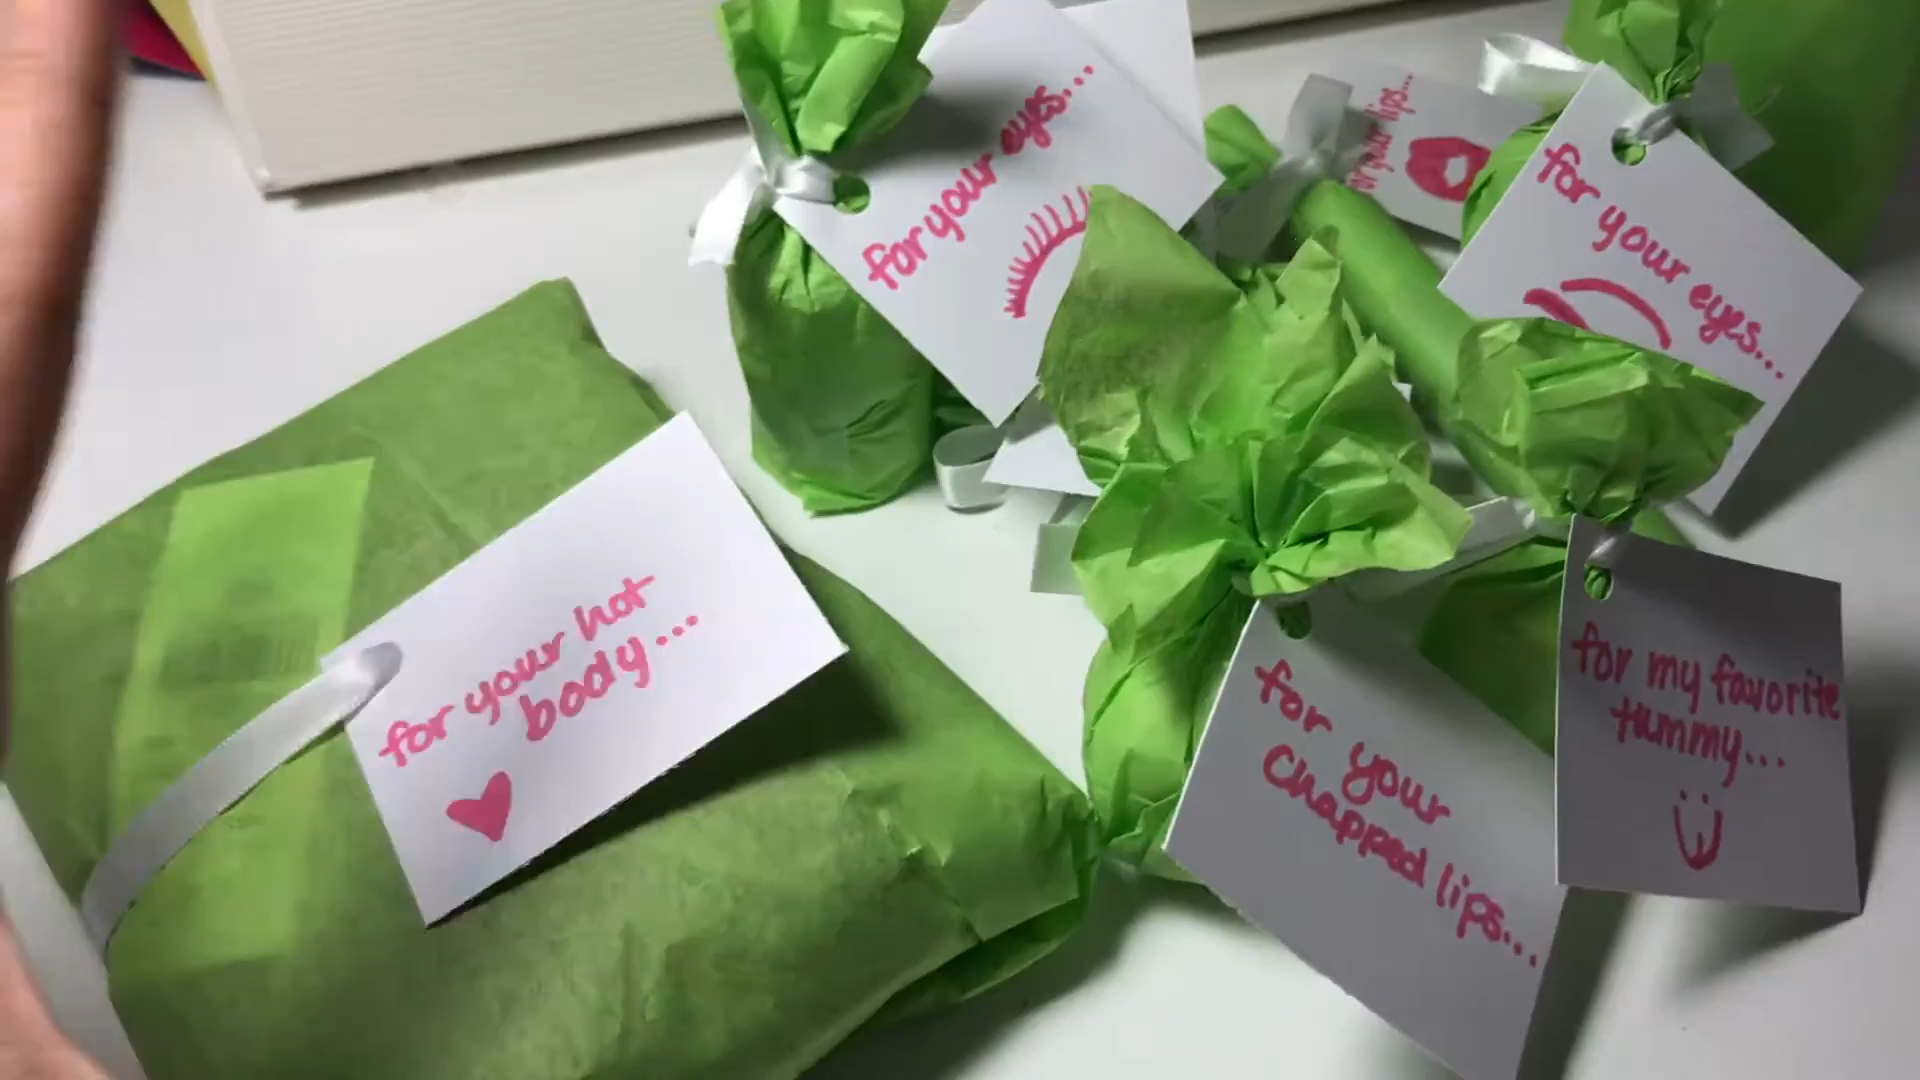 for your eyes...
for your lips...
for your eyes...
for your hot
body...
for my favorite
tummy...
for your
chapped lips...